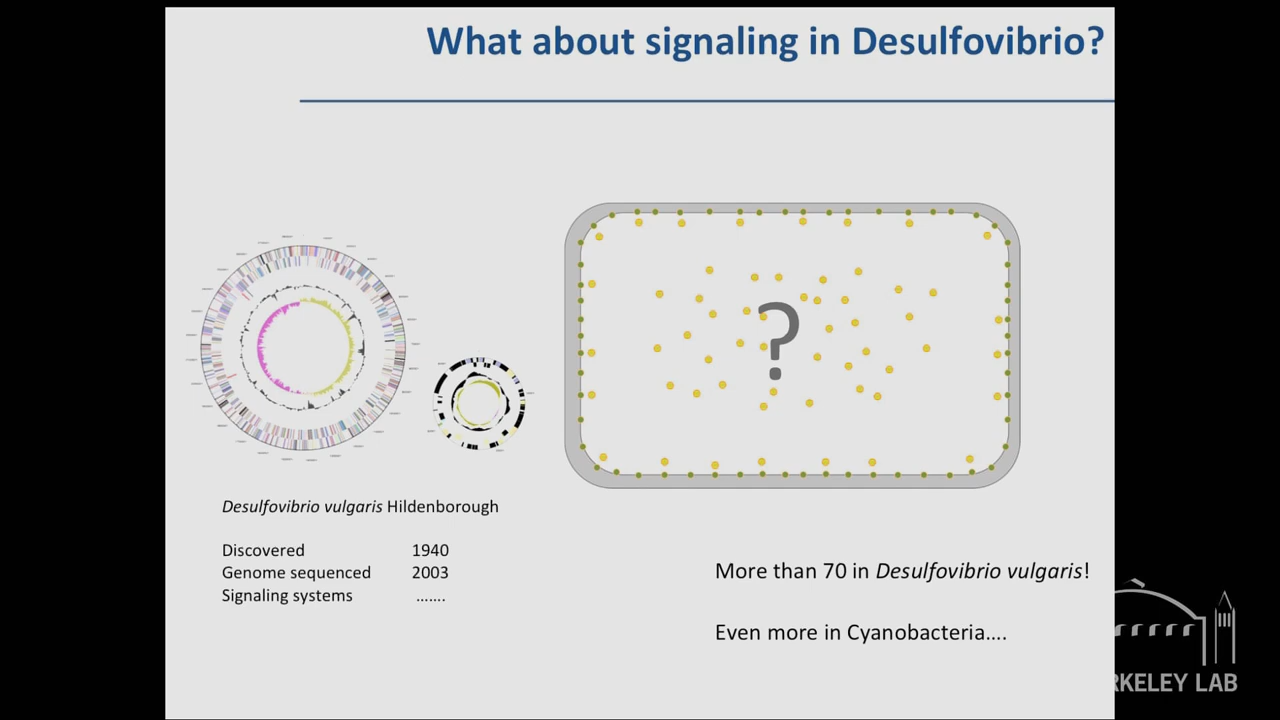 What about signaling in Desulfovibrio?
?
Desulfovibrio vulgaris Hildenborough
Discovered 1940
Genome sequenced 2003
Signaling systems .......
More than 70 in Desulfovibrio vulgaris!
Even more in Cyanobacteria....
RKELEY LAB